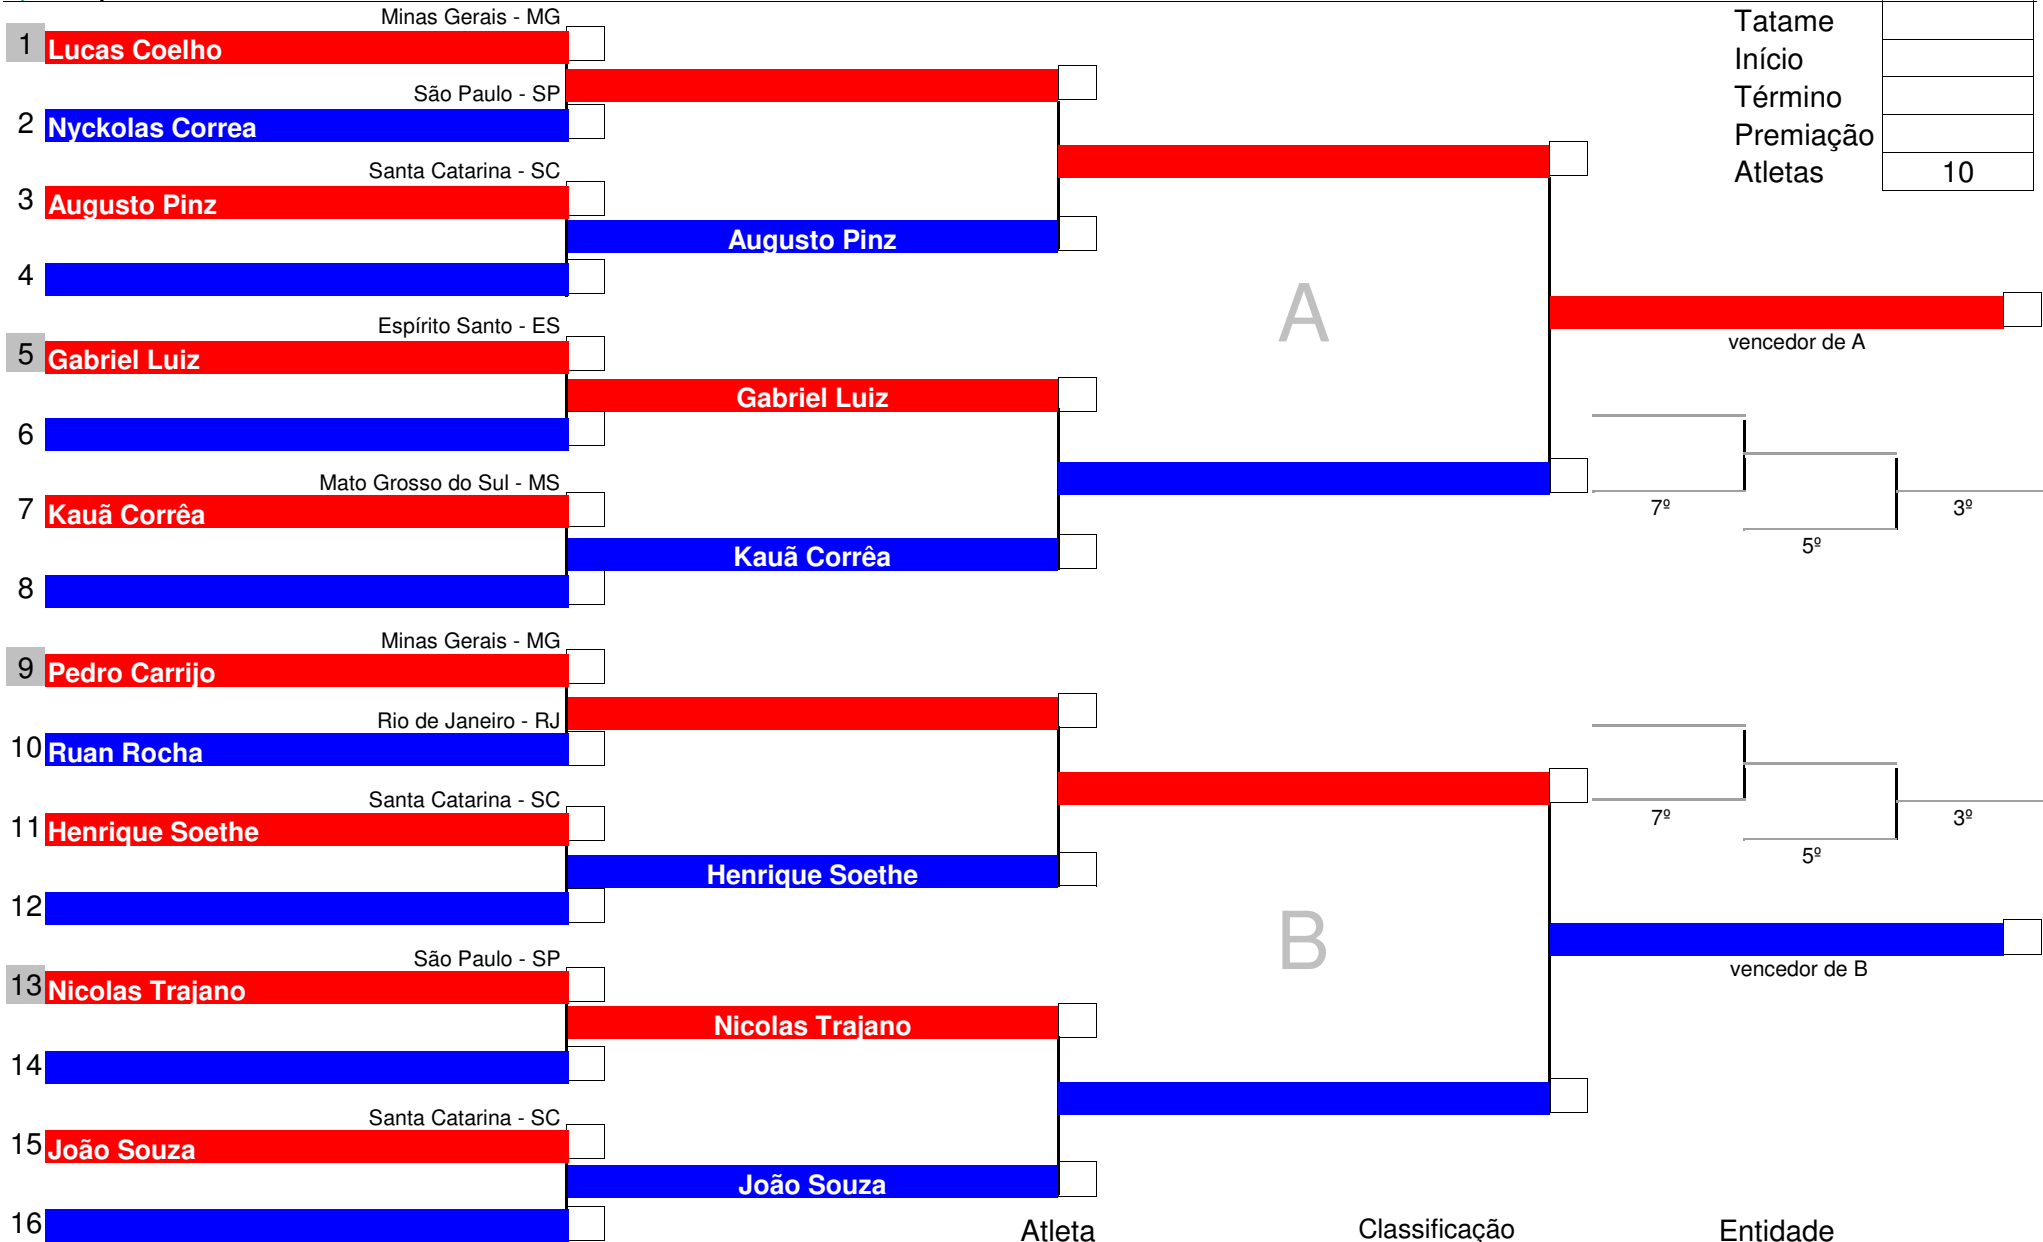 Minas Gerais - MG
1 Lucas Coelho
São Paulo - SP
2 Nyckolas Correa
Santa Catarina - SC
3 Augusto Pinz
Augusto Pinz
4
Espírito Santo - ES
5 Gabriel Luiz
Gabriel Luiz
6
Mato Grosso do Sul - MS
7 Kauã Corrêa
Kauã Corrêa
8
Minas Gerais - MG
9 Pedro Carrijo
Rio de Janeiro - RJ
10 Ruan Rocha
Santa Catarina - SC
11 Henrique Soethe
Henrique Soethe
12
São Paulo - SP
13 Nicolas Trajano
Nicolas Trajano
14
Santa Catarina - SC
15 João Souza
João Souza
16
A
B
Tatame
Início
Término
Premiação
Atletas 10
vencedor de A
7º
3º
5º
7º
3º
5º
vencedor de B
Atleta Classificação Entidade